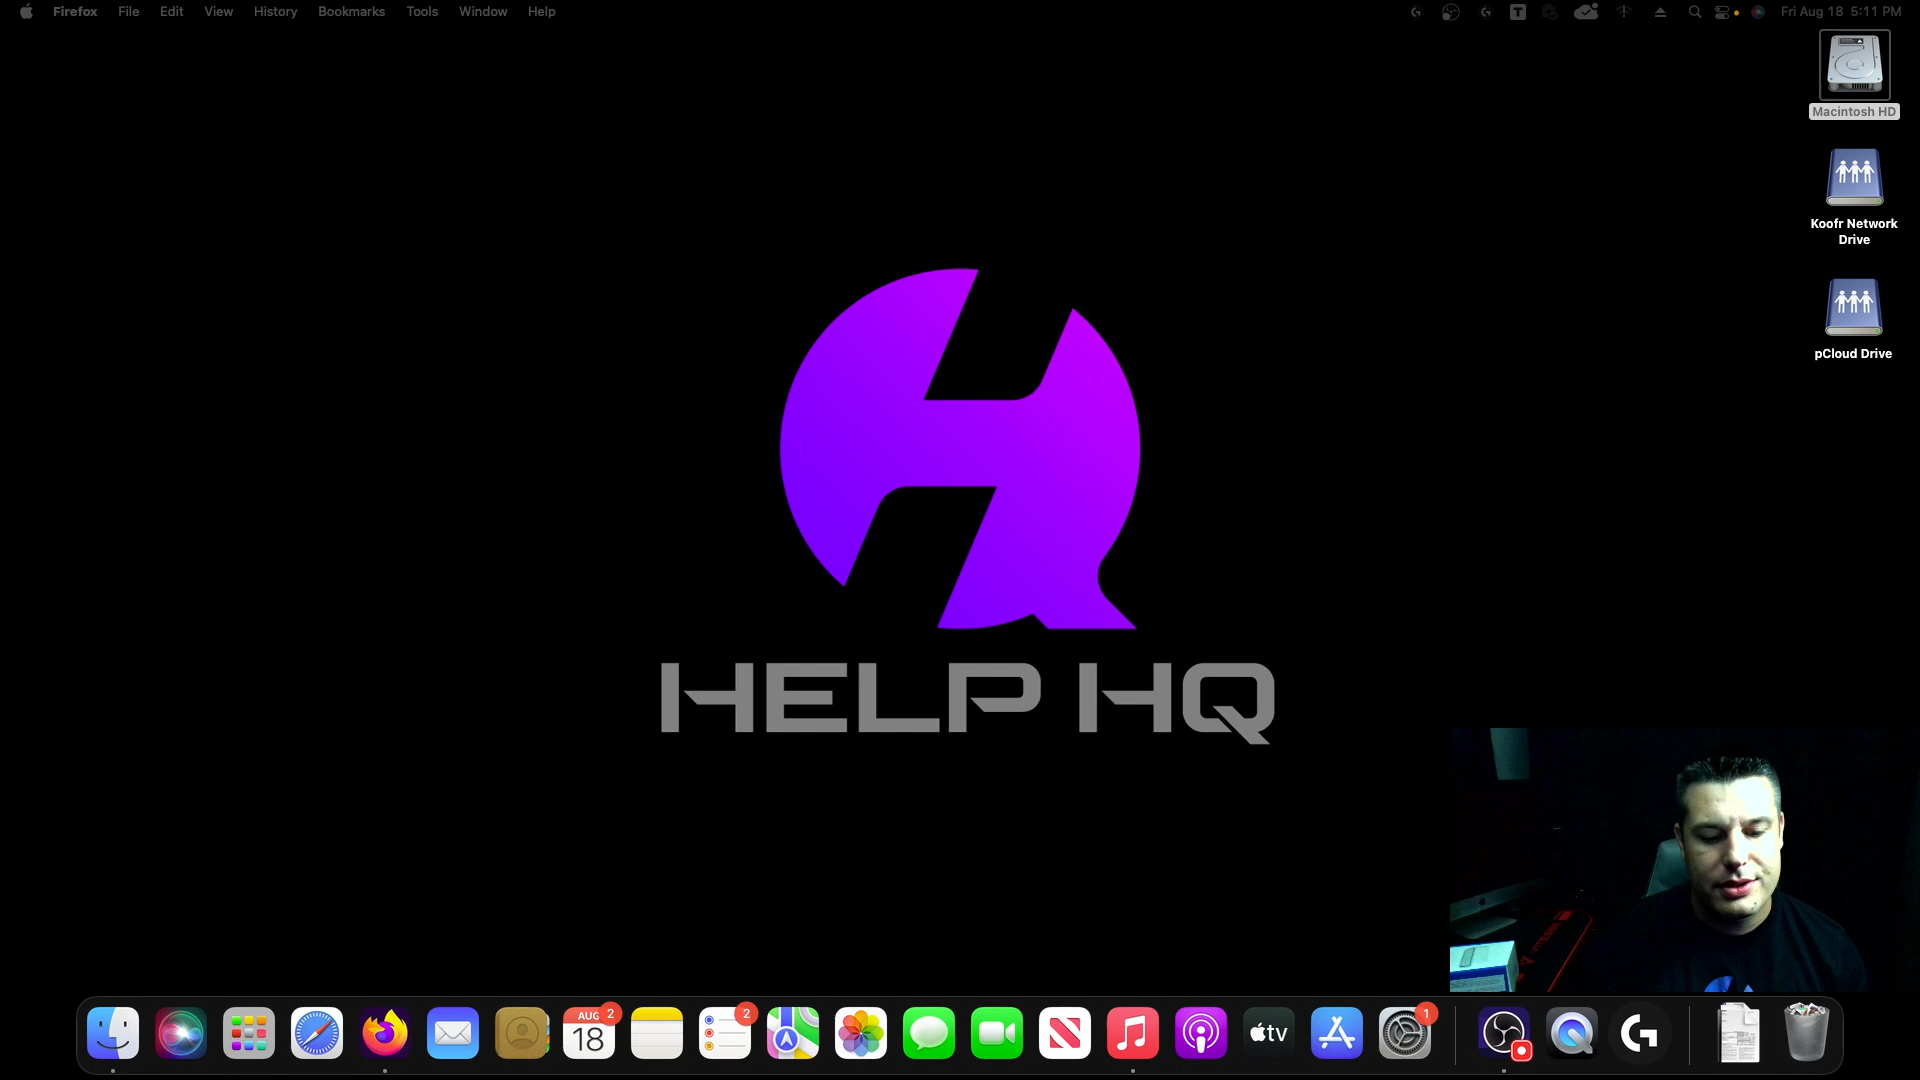 Firefox File Edit View History Bookmarks Tools Window Help
Fri Aug 18 5:11 PM
Macintosh HD
Koofr Network
Drive
pCloud Drive
HELP HQ
AUG
18
2
2
tv
1